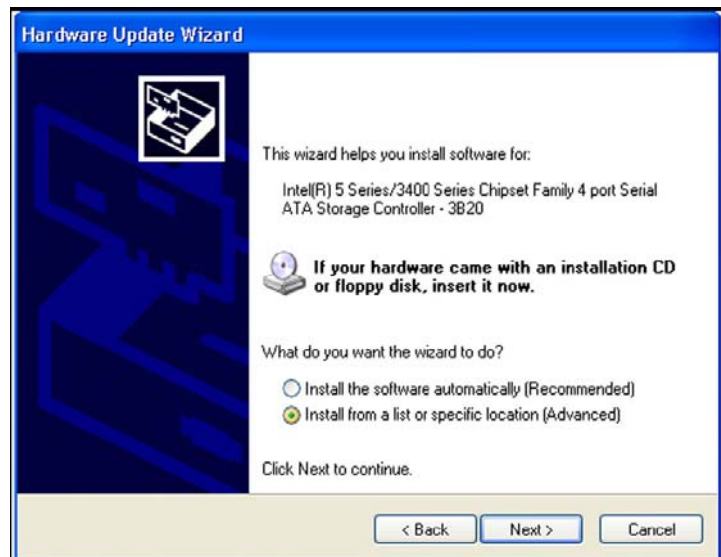 Hardware Update Wizard
This wizard helps you install software for:
Intel(R) 5 Series/3400 Series Chipset Family 4 port Serial
ATA Storage Controller - 3B20
If your hardware came with an installation CD
or floppy disk, insert it now.
What do you want the wizard to do?
Install the software automatically (Recommended)
Install from a list or specific location (Advanced)
Click Next to continue.
< Back Next > Cancel